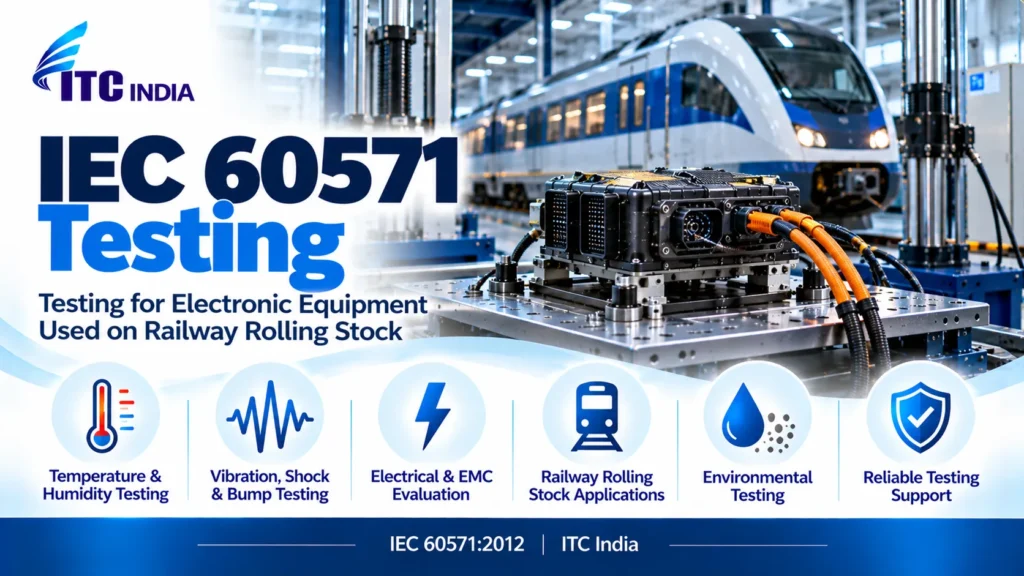 ITC INDIA
IEC 60571
Testing
Testing for Electronic Equipment
Used on Railway Rolling Stock
Temperature &
Humidity Testing
Vibration, Shock
& Bump Testing
Electrical & EMC
Evaluation
Railway Rolling
Stock Applications
Environmental
Testing
Reliable Testing
Support
IEC 60571:2012 | ITC India